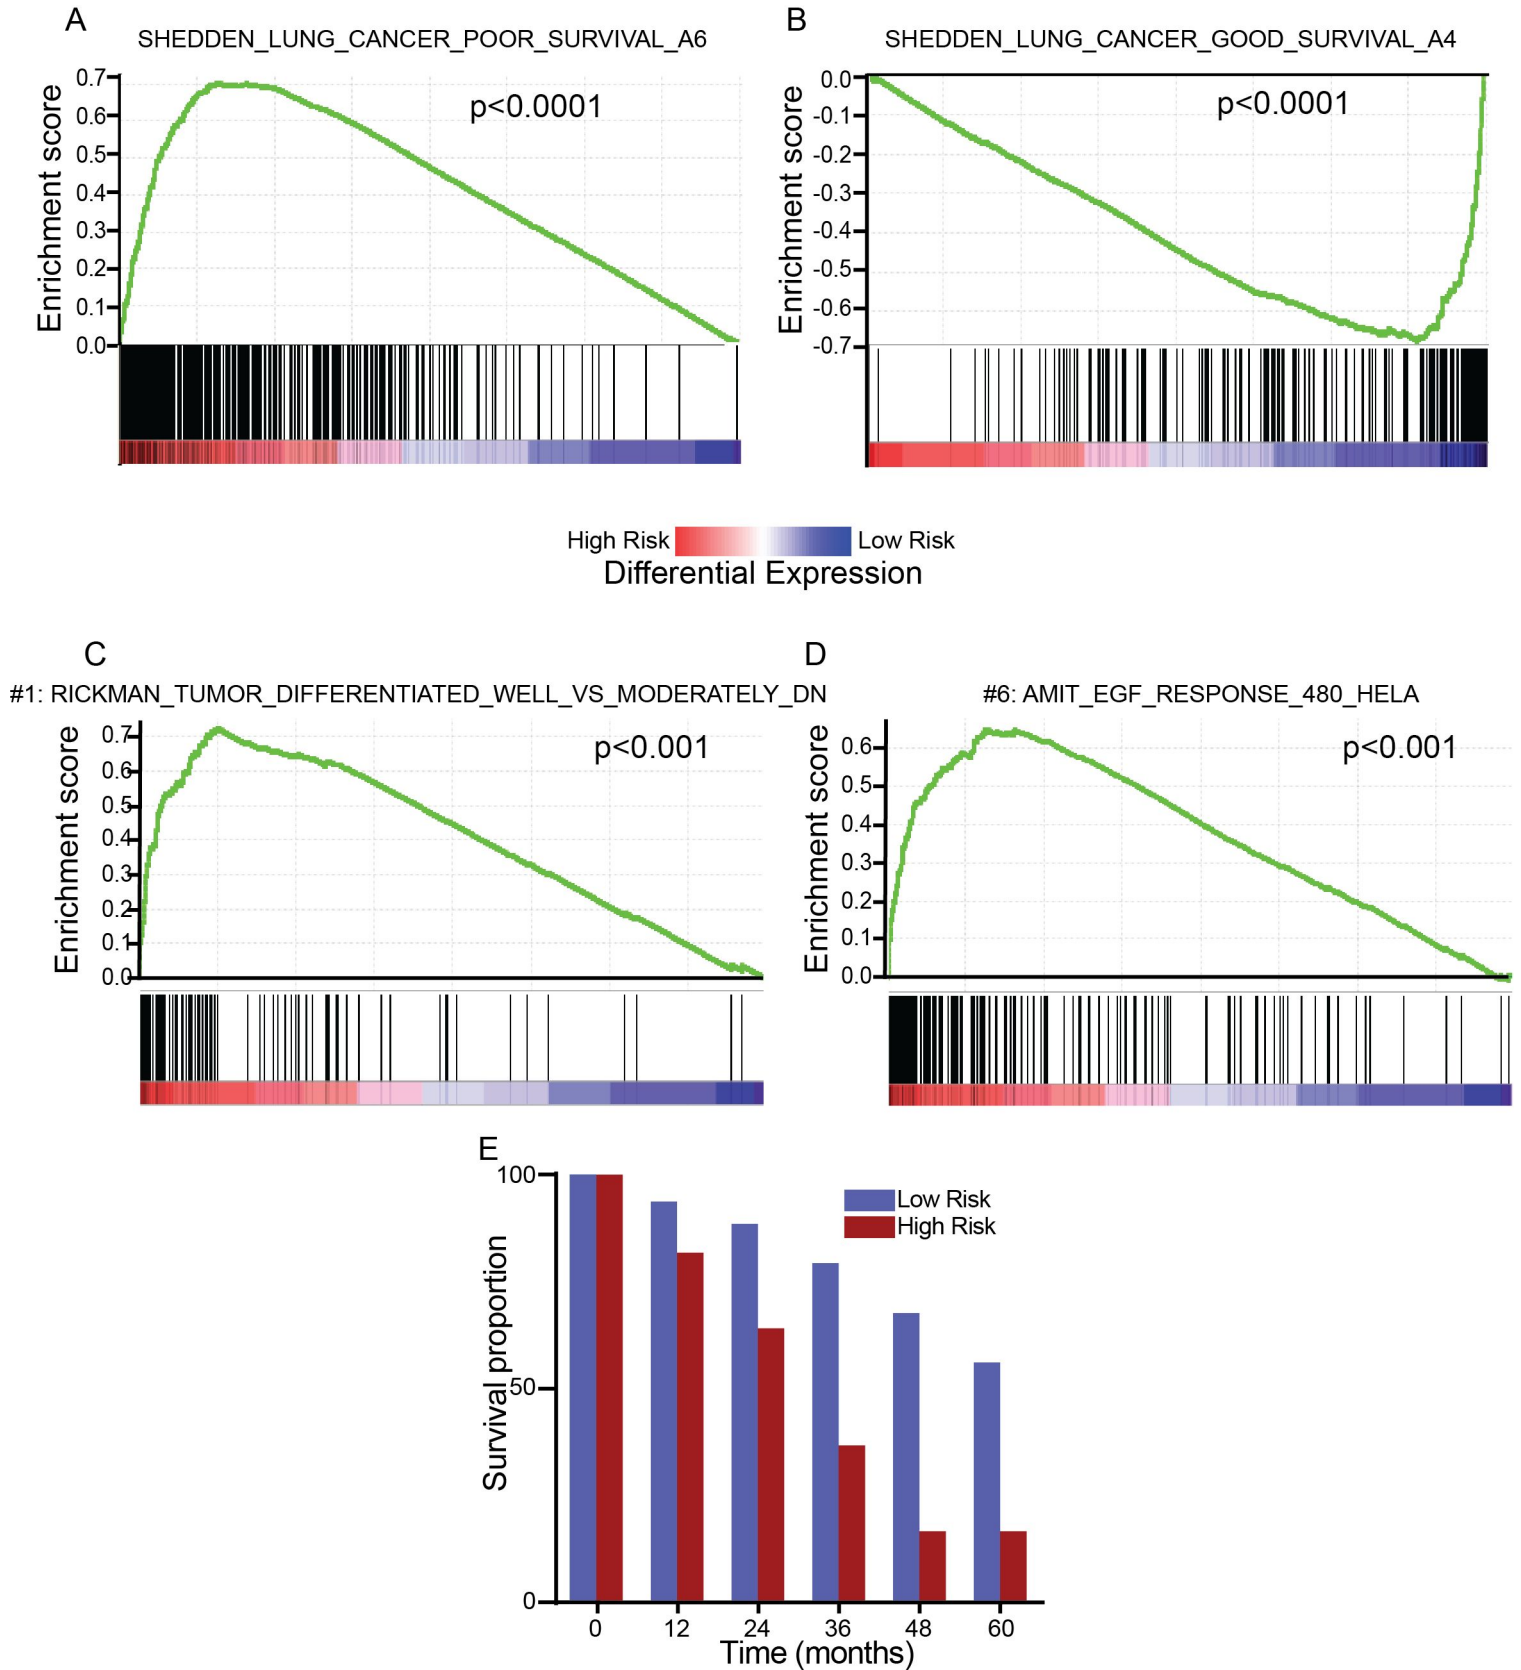 A
SHEDDEN_LUNG_CANCER_POOR_SURVIVAL_A6
Enrichment score
0.7
0.6
0.5
0.4
0.3
0.2
0.1
0.0
p<0.0001
B
SHEDDEN_LUNG_CANCER_GOOD_SURVIVAL_A4
Enrichment score
0.0
-0.1
-0.2
-0.3
-0.4
-0.5
-0.6
-0.7
p<0.0001
High Risk
Low Risk
Differential Expression
C
#1: RICKMAN_TUMOR_DIFFERENTIATED_WELL_VS_MODERATELY_DN
Enrichment score
0.7
0.6
0.5
0.4
0.3
0.2
0.1
0.0
p<0.001
D
#6: AMIT_EGF_RESPONSE_480_HELA
Enrichment score
0.6
0.5
0.4
0.3
0.2
0.1
0.0
p<0.001
E
Survival proportion
100
50
0
Low Risk
High Risk
0 12 24 36 48 60
Time (months)